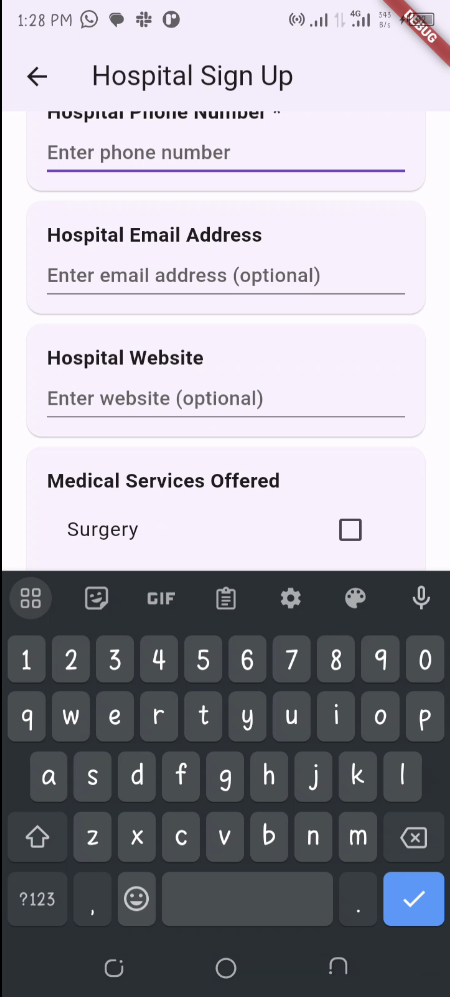 1:28 PM
4G
343
B/s
DEBUG
Hospital Sign Up
Hospital Phone Number *
Enter phone number
Hospital Email Address
Enter email address (optional)
Hospital Website
Enter website (optional)
Medical Services Offered
Surgery
GIF
1 2 3 4 5 6 7 8 9 0
q w e r t y u i o p
a s d f g h j k l
z x c v b n m
?123 , .